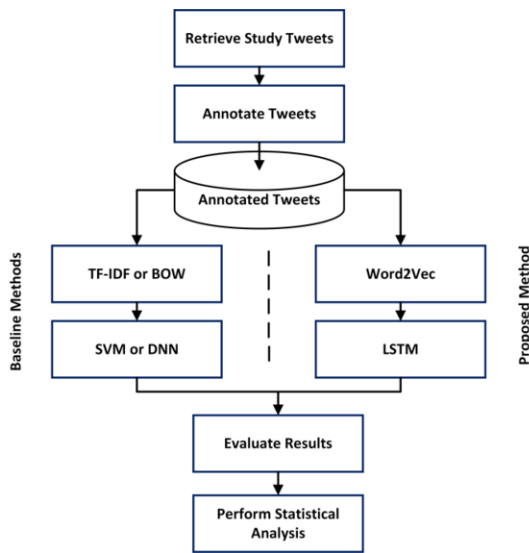 Retrieve Study Tweets
Annotate Tweets
Annotated Tweets
Baseline Methods
TF-IDF or BOW
Word2Vec
Proposed Method
SVM or DNN
LSTM
Evaluate Results
Perform Statistical
Analysis